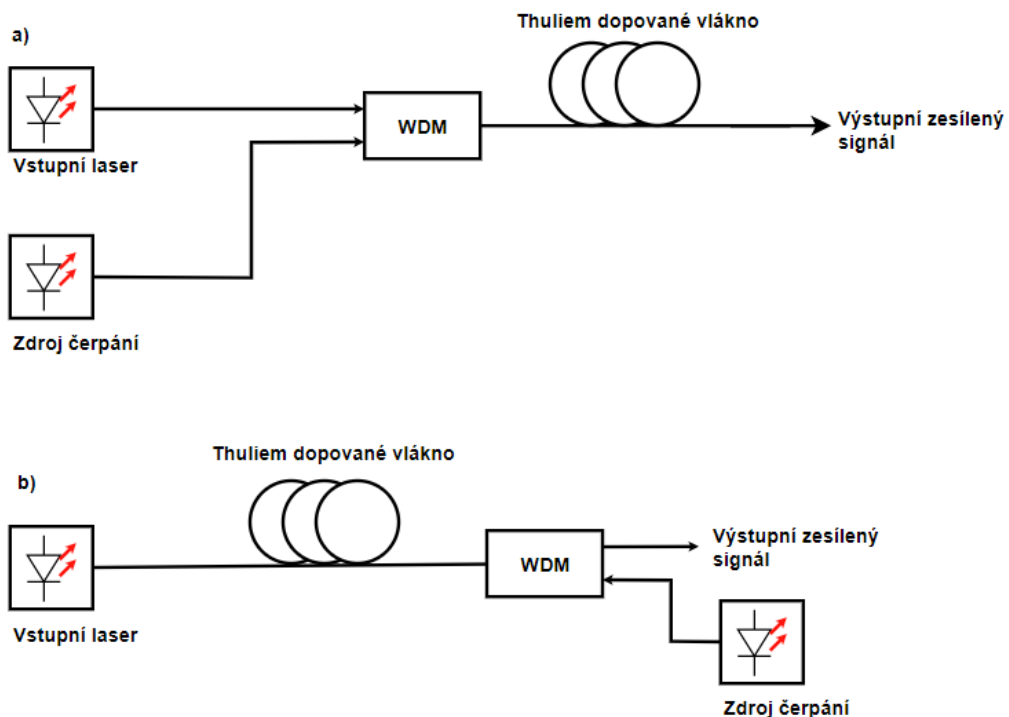 Thuliem dopované vlákno
a)
WDM
Výstupní zesílený
signál
Vstupní laser
Zdroj čerpání
Thuliem dopované vlákno
b)
Výstupní zesílený
signál
WDM
Vstupní laser
Zdroj čerpání